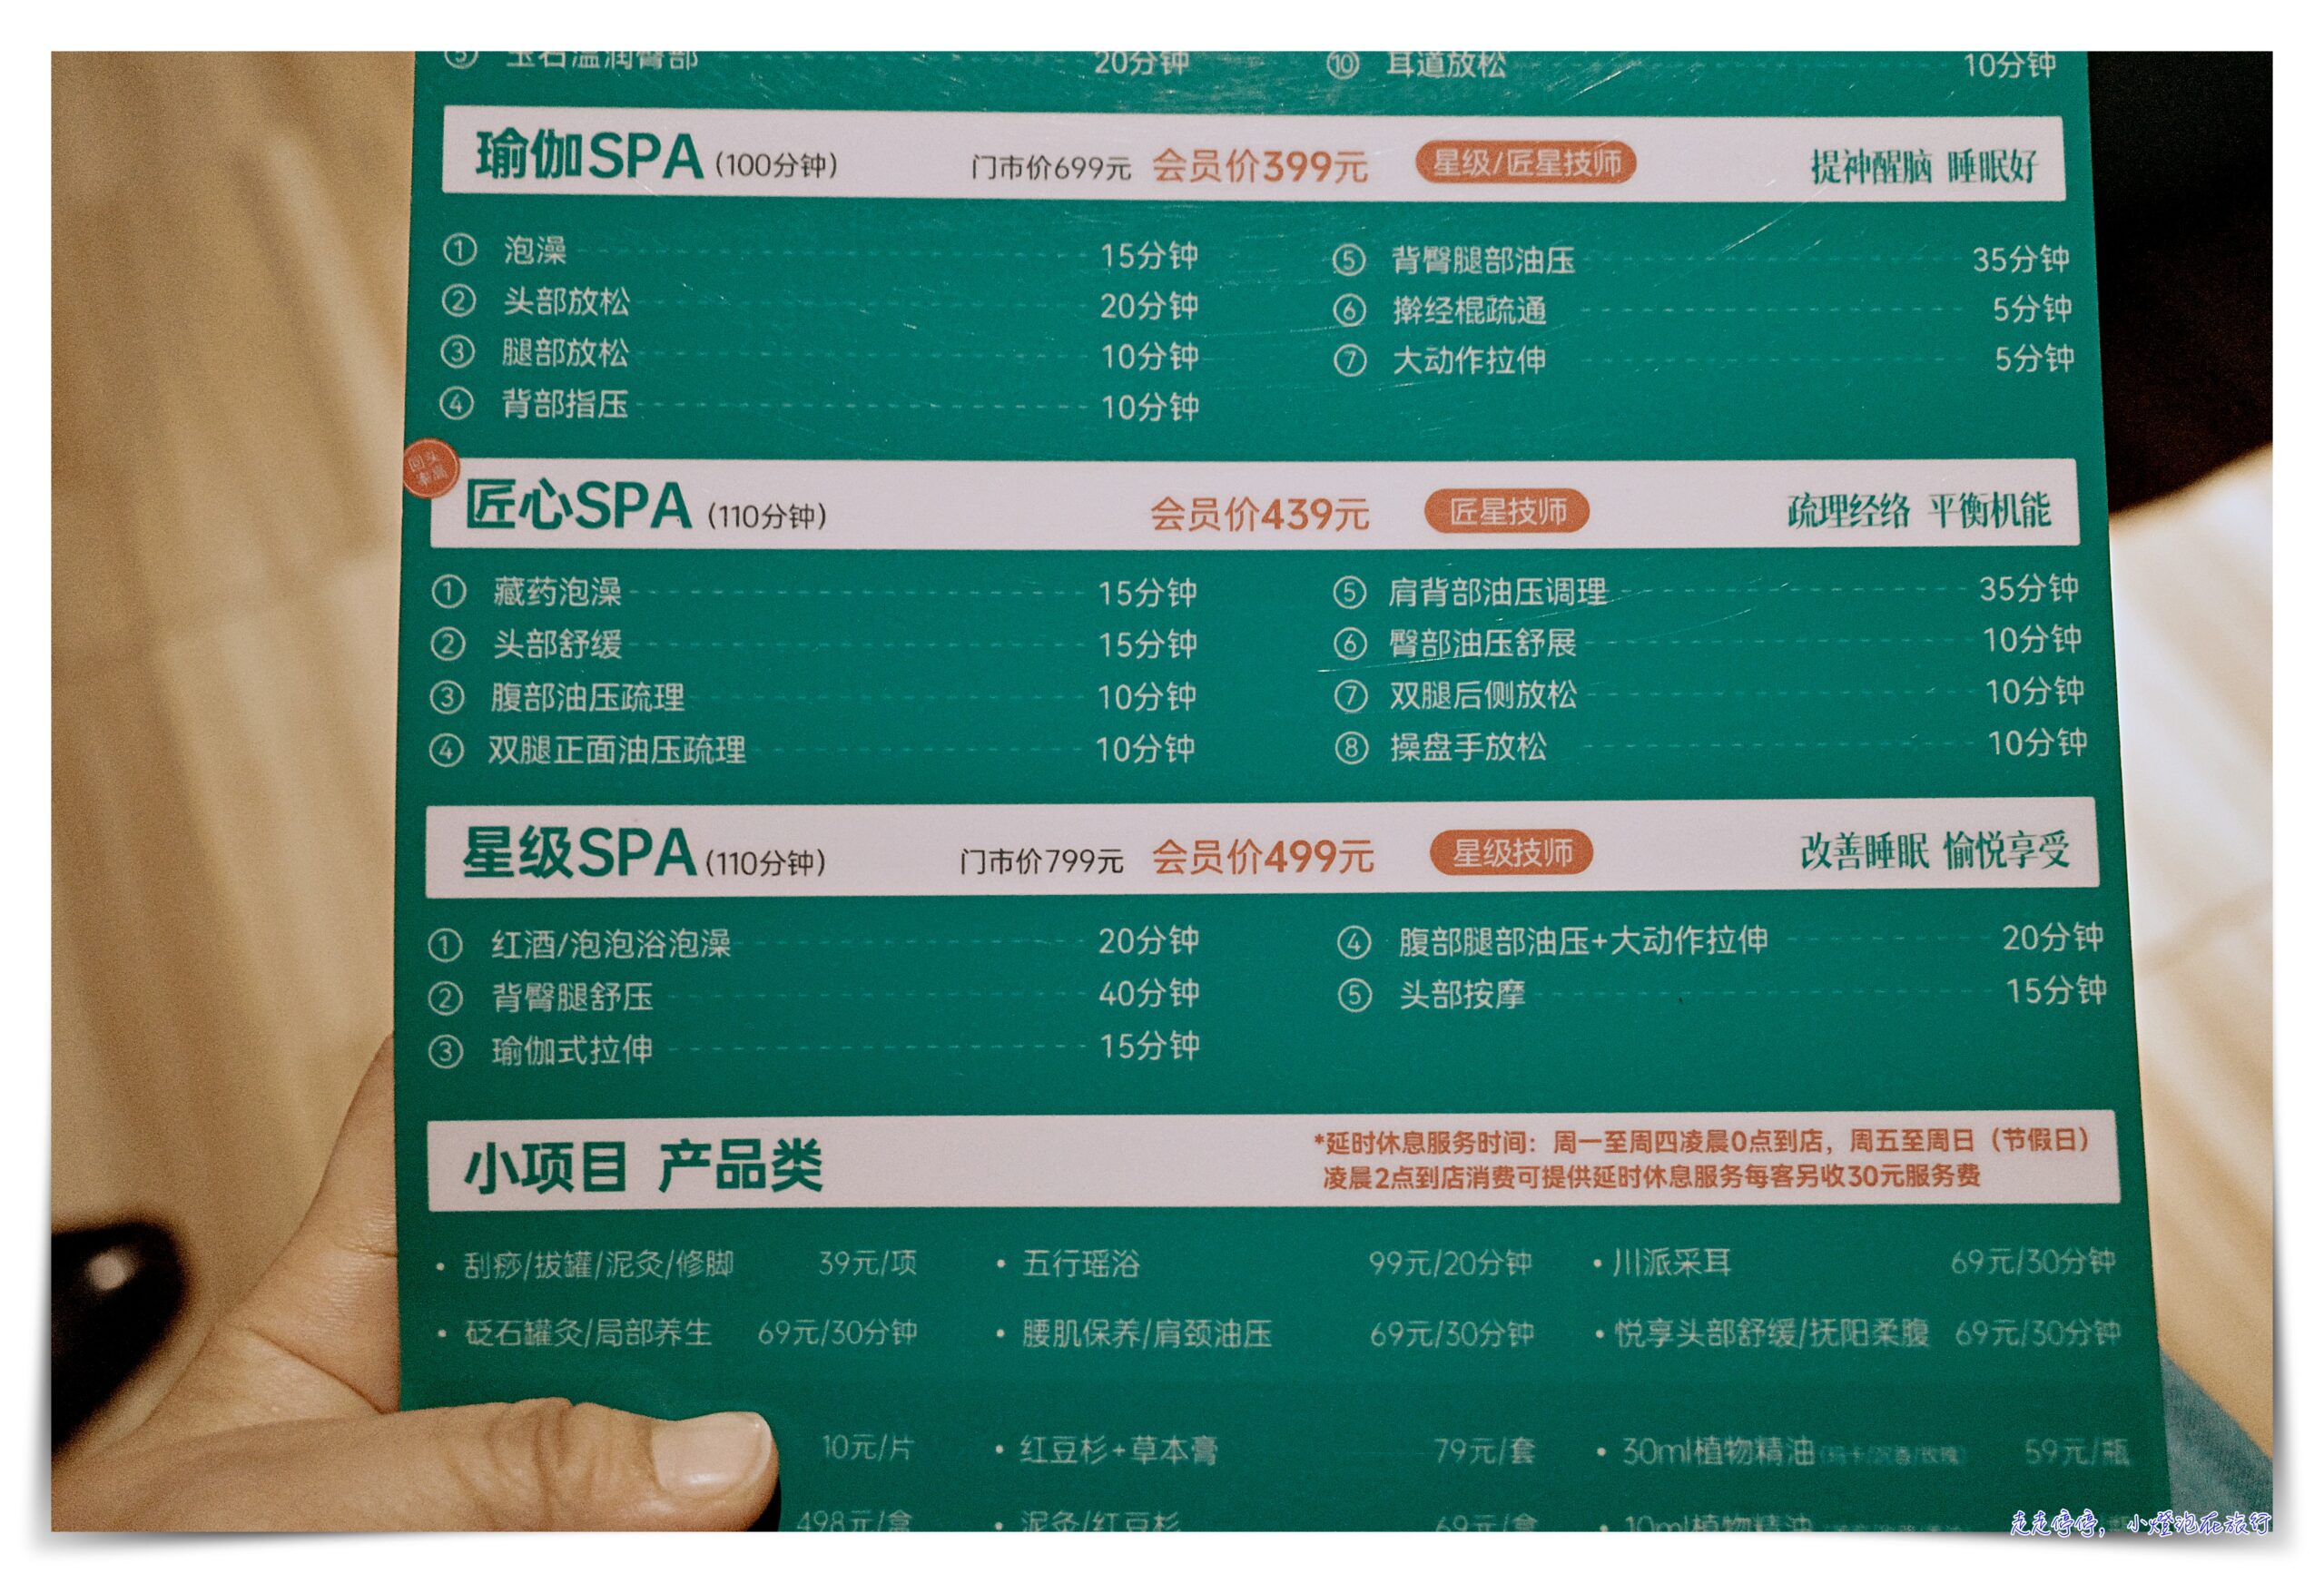 ⑤ 玉石温润臀部 20分钟 ⑩ 耳道放松 10分钟
瑜伽SPA (100分钟) 门市价699元 会员价399元 星级/匠星技师 提神醒脑 睡眠好
① 泡澡 15分钟 ⑤ 背臀腿部油压 35分钟
② 头部放松 20分钟 ⑥ 擀经棍疏通 5分钟
③ 腿部放松 10分钟 ⑦ 大动作拉伸 5分钟
④ 背部指压 10分钟
回头
率高
匠心SPA (110分钟) 会员价439元 匠星技师 疏理经络 平衡机能
① 藏药泡澡 15分钟 ⑤ 肩背部油压调理 35分钟
② 头部舒缓 15分钟 ⑥ 臀部油压舒展 10分钟
③ 腹部油压疏理 10分钟 ⑦ 双腿后侧放松 10分钟
④ 双腿正面油压疏理 10分钟 ⑧ 操盘手放松 10分钟
星级SPA (110分钟) 门市价799元 会员价499元 星级技师 改善睡眠 愉悦享受
① 红酒/泡泡浴泡澡 20分钟 ④ 腹部腿部油压+大动作拉伸 20分钟
② 背臀腿舒压 40分钟 ⑤ 头部按摩 15分钟
③ 瑜伽式拉伸 15分钟
小项目 产品类
*延时休息服务时间：周一至周四凌晨0点到店，周五至周日（节假日）
凌晨2点到店消费可提供延时休息服务每客另收30元服务费
• 刮痧/拔罐/泥灸/修脚 39元/项 • 五行瑶浴 99元/20分钟 • 川派采耳 69元/30分钟
• 砭石罐灸/局部养生 69元/30分钟 • 腰肌保养/肩颈油压 69元/30分钟 • 悦享头部舒缓/抚阳柔腹 69元/30分钟
10元/片 • 红豆杉+草本膏 79元/套 • 30ml植物精油 59元/瓶
498元/盒 • 泥灸/红豆杉 69元/盒 • 10ml植物精油
走走停停，小燈泡在旅行